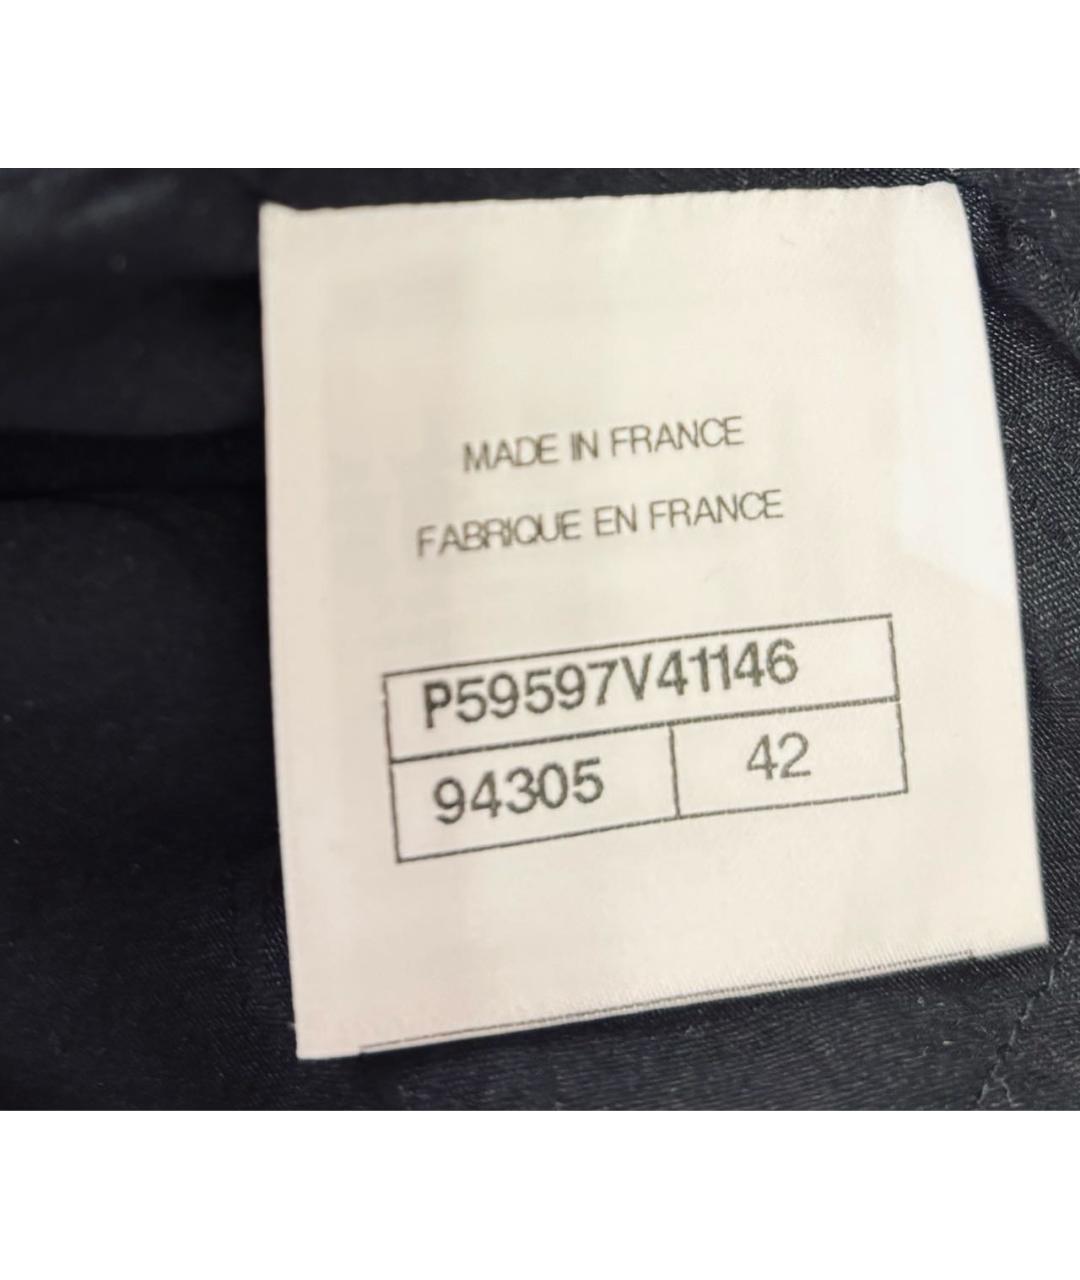 MADE IN FRANCE
FABRIQUE EN FRANCE
P59597V41146
94305 42